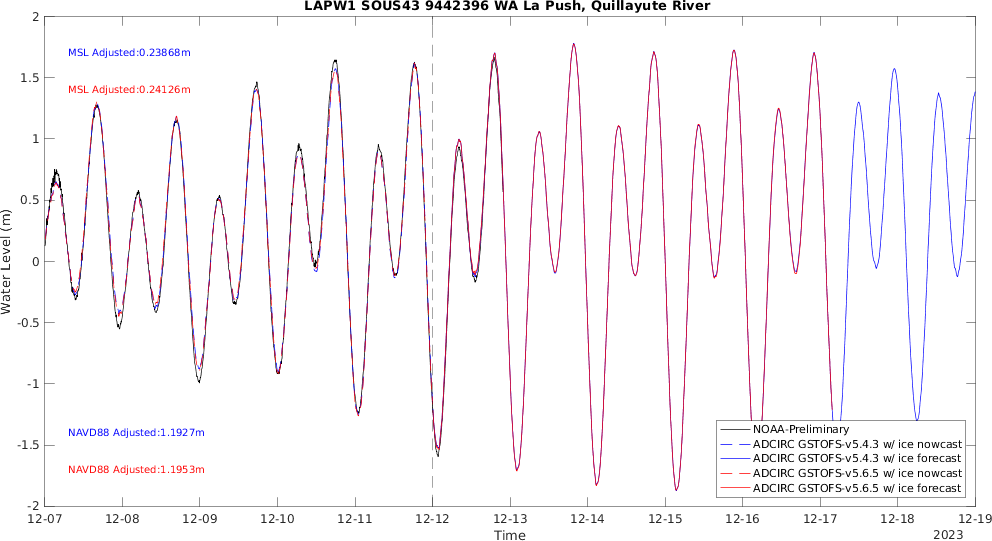 LAPW1 SOUS43 9442396 WA La Push, Quillayute River
2
1.5
1
0.5
0
-0.5
-1
-1.5
-2
Water Level (m)
MSL Adjusted:0.23868m
MSL Adjusted:0.24126m
NAVD88 Adjusted:1.1927m
NAVD88 Adjusted:1.1953m
NOAA-Preliminary
ADCIRC GSTOFS-v5.4.3 w/ ice nowcast
ADCIRC GSTOFS-v5.4.3 w/ ice forecast
ADCIRC GSTOFS-v5.6.5 w/ ice nowcast
ADCIRC GSTOFS-v5.6.5 w/ ice forecast
12-07 12-08 12-09 12-10 12-11 12-12 12-13 12-14 12-15 12-16 12-17 12-18 12-19
Time
2023